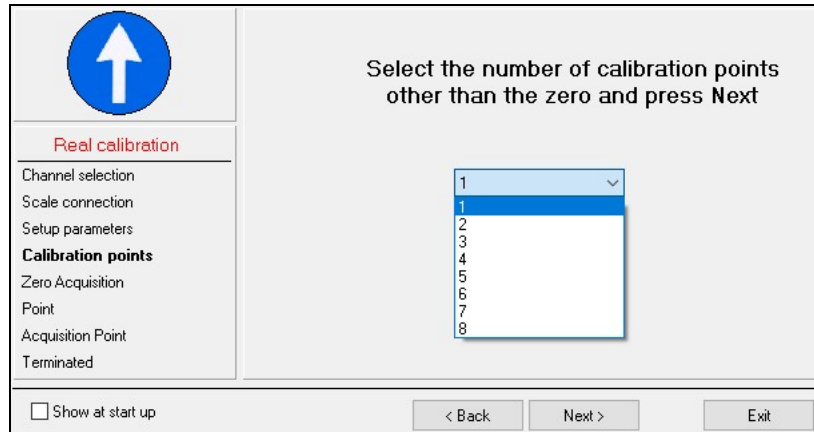 Select the number of calibration points
other than the zero and press Next
Real calibration
Channel selection
Scale connection
Setup parameters
Calibration points
Zero Acquisition
Point
Acquisition Point
Terminated
1
1
2
3
4
5
6
7
8
Show at start up
< Back
Next >
Exit